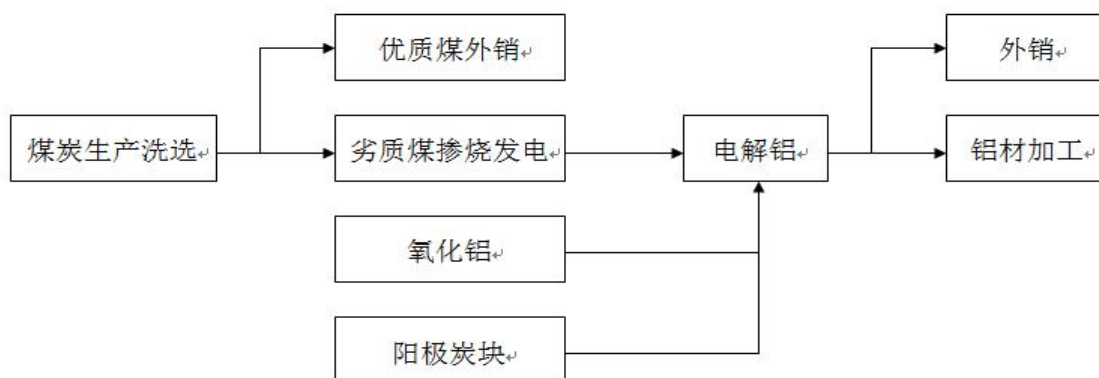 优质煤外销
外销
煤炭生产洗选
劣质煤掺烧发电
电解铝
铝材加工
氧化铝
阳极炭块